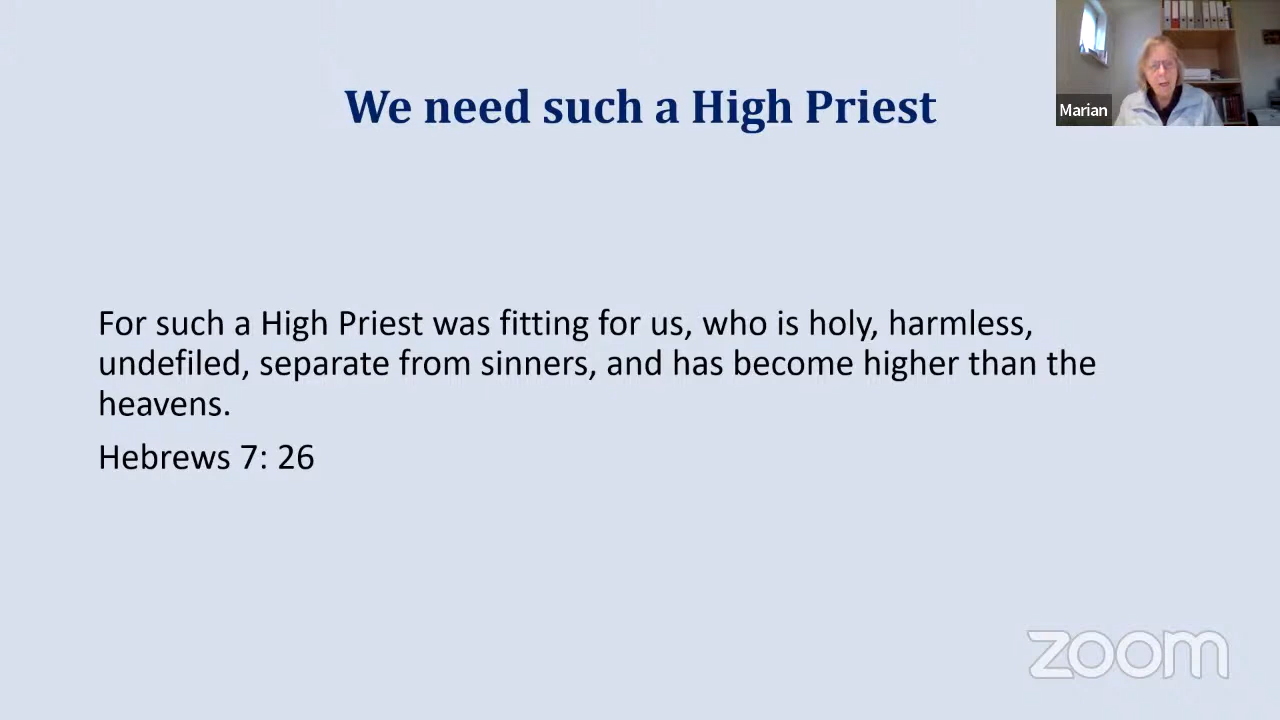 We need such a High Priest
Marian
For such a High Priest was fitting for us, who is holy, harmless,
undefiled, separate from sinners, and has become higher than the
heavens.
Hebrews 7: 26
zoom